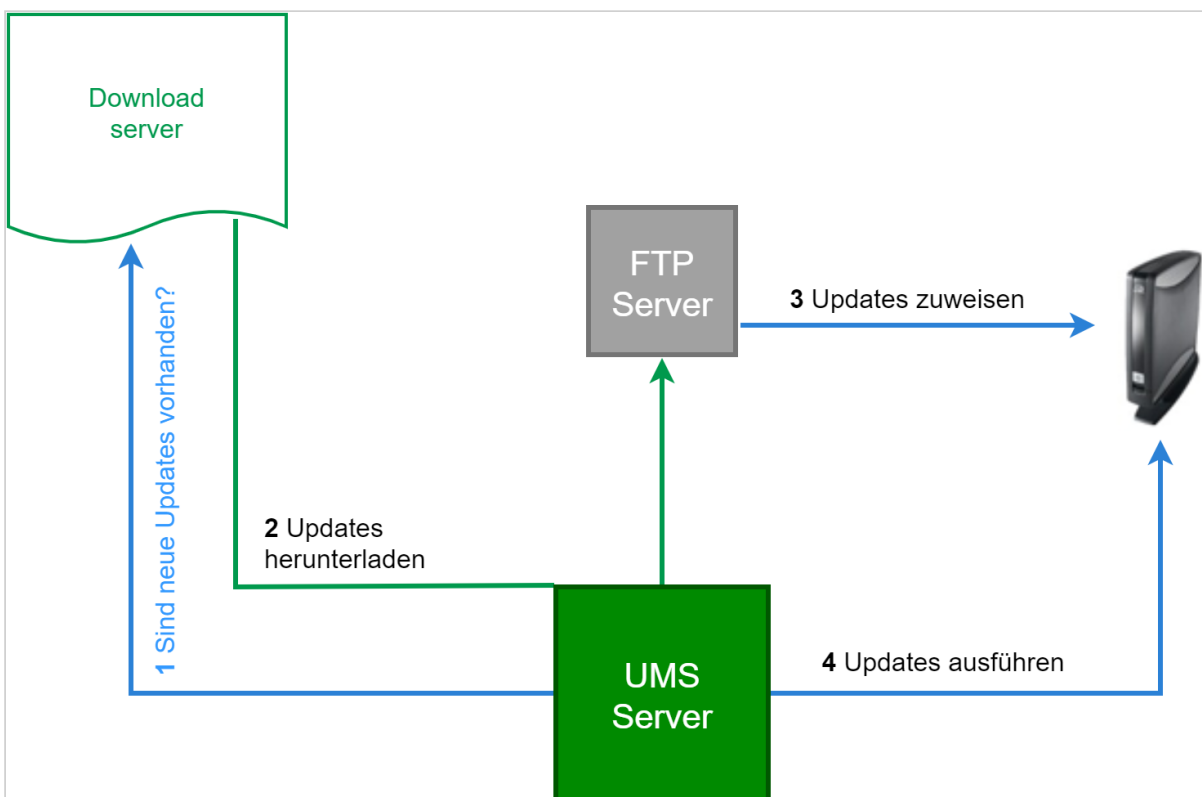 Download
server
FTP
Server
3 Updates zuweisen
1 Sind neue Updates vorhanden?
2 Updates
herunterladen
UMS
Server
4 Updates ausführen